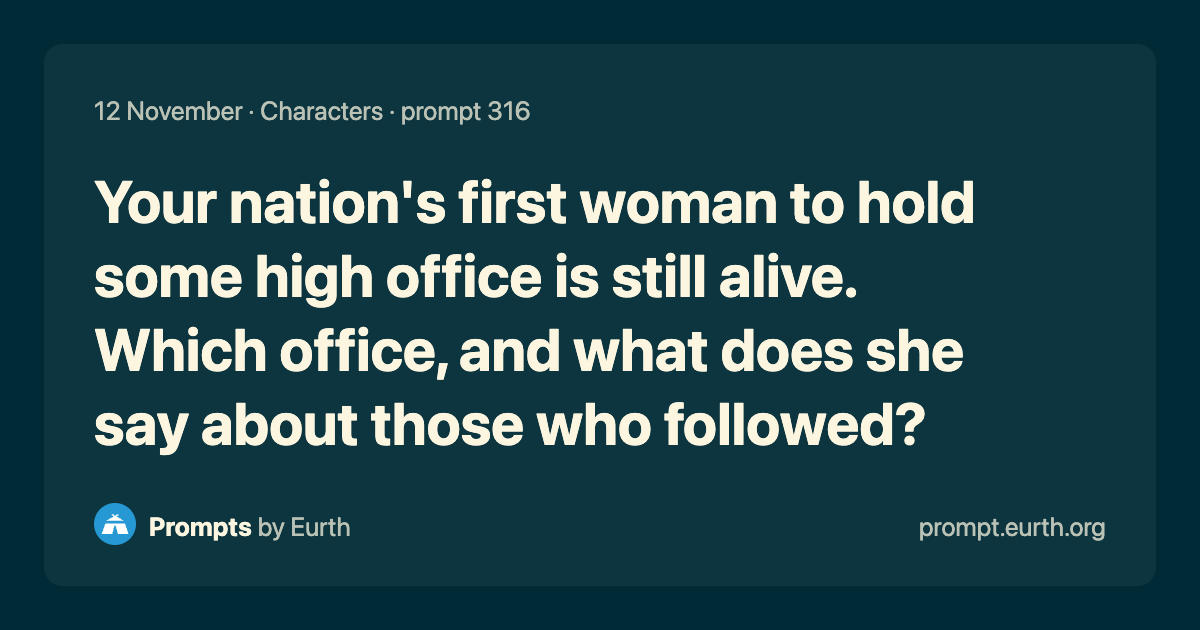 12 November · Characters · prompt 316
Your nation's first woman to hold
some high office is still alive.
Which office, and what does she
say about those who followed?
Prompts by Eurth
prompt.eurth.org